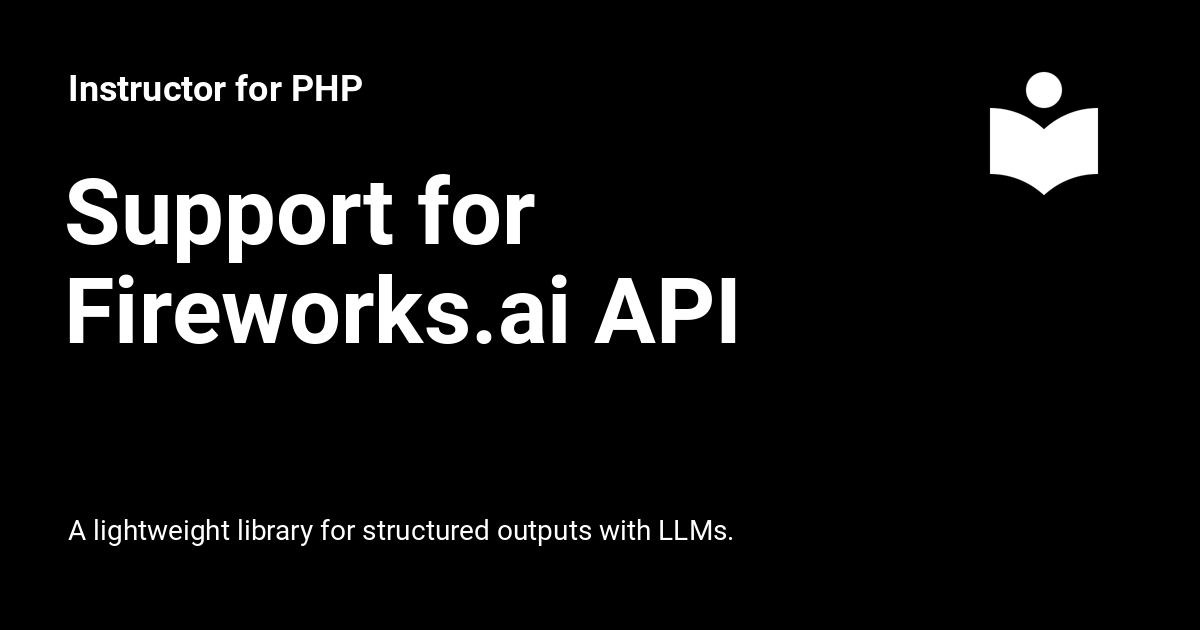 Instructor for PHP
Support for
Fireworks.ai API
A lightweight library for structured outputs with LLMs.